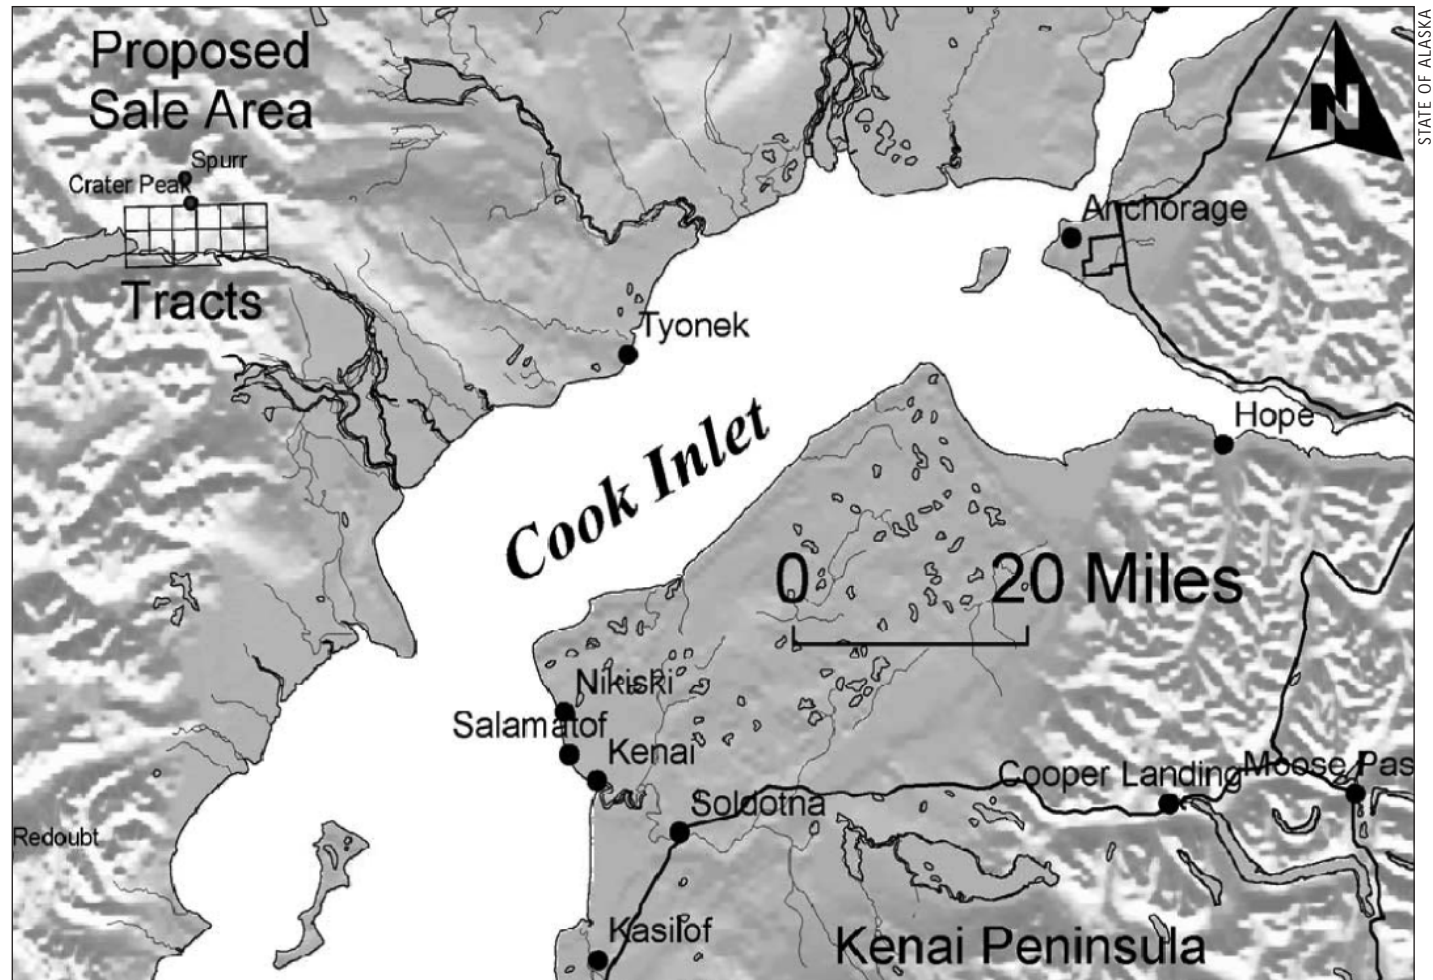 STATE OF ALASKA
Proposed
Sale Area
N
Spurr
Crater Peak
Anchorage
Tracts
Tyonek
Hope
Cook Inlet
0 20 Miles
Nikiski
Salamatof
Kenai
Cooper Landing
Moose Pas
Soldotna
Redoubt
Kasilof
Kenai Peninsula